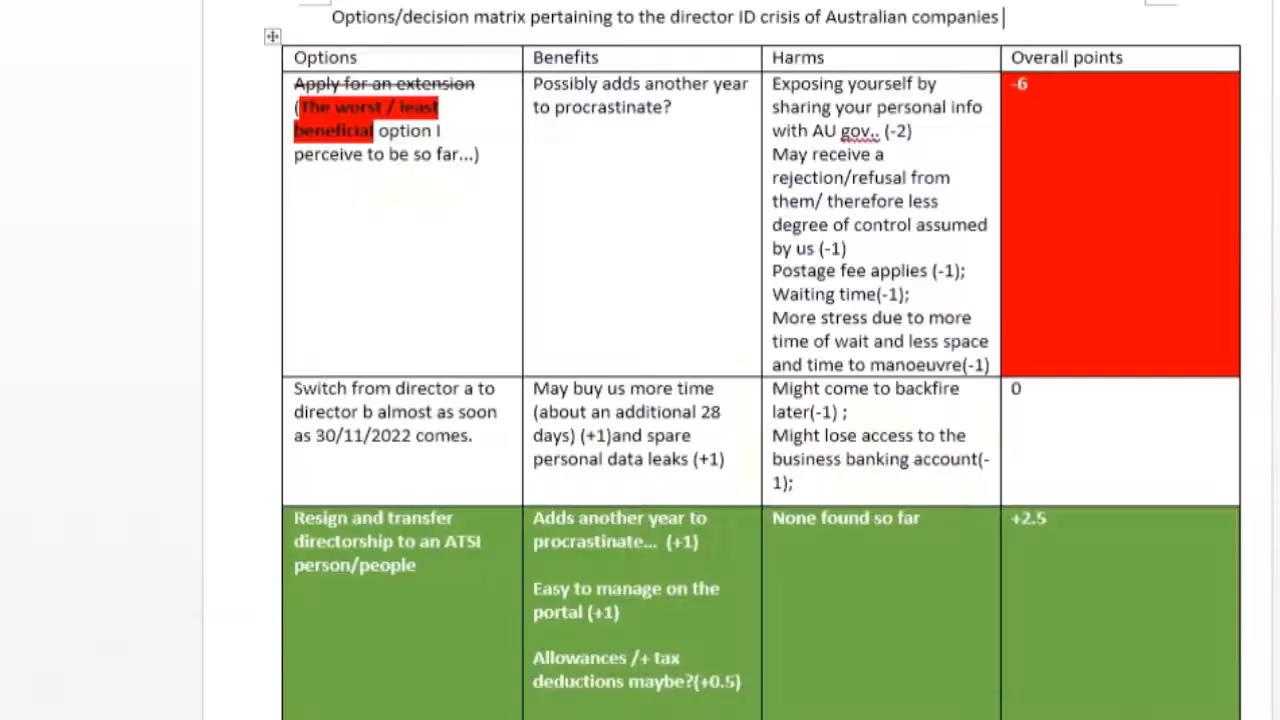 Options/decision matrix pertaining to the director ID crisis of Australian companies
Options
Benefits
Harms
Overall points
Apply for an extension
(The worst / least
beneficial option I
perceive to be so far...)
Possibly adds another year
to procrastinate?
Exposing yourself by
sharing your personal info
with AU gov.. (-2)
May receive a
rejection/refusal from
them/ therefore less
degree of control assumed
by us (-1)
Postage fee applies (-1);
Waiting time(-1);
More stress due to more
time of wait and less space
and time to manoeuvre(-1)
-6
Switch from director a to
director b almost as soon
as 30/11/2022 comes.
May buy us more time
(about an additional 28
days) (+1)and spare
personal data leaks (+1)
Might come to backfire
later(-1) ;
Might lose access to the
business banking account(-
1);
0
Resign and transfer
directorship to an ATSI
person/people
Adds another year to
procrastinate... (+1)
Easy to manage on the
portal (+1)
Allowances /+ tax
deductions maybe?(+0.5)
None found so far
+2.5